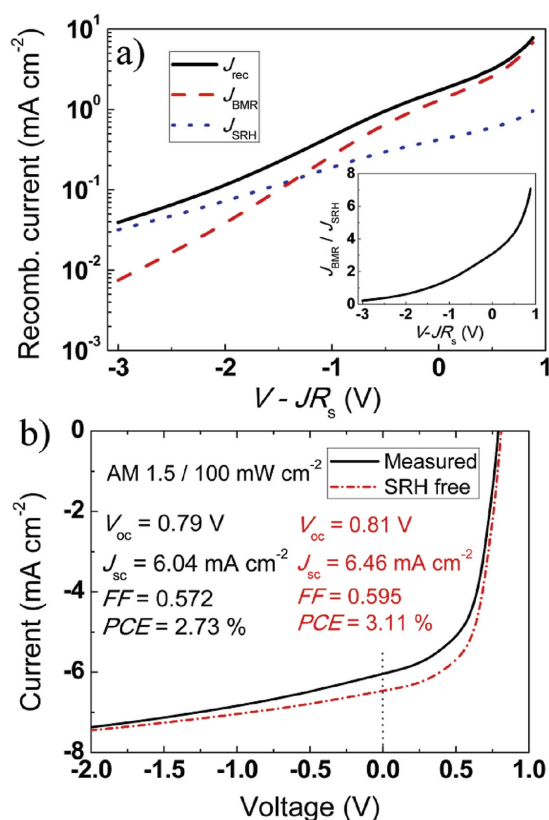 a)
J_rec
J_BMR
J_SRH
Recomb. current (mA cm⁻²)
10¹
10⁰
10⁻¹
10⁻²
10⁻³
-3 -2 -1 0 1
V - JR_s (V)
J_BMR / J_SRH
8
6
4
2
0
-3 -2 -1 0 1
V-JR_s (V)
b)
Measured
SRH free
AM 1.5 / 100 mW cm⁻²
V_oc = 0.79 V
J_sc = 6.04 mA cm⁻²
FF = 0.572
PCE = 2.73 %
V_oc = 0.81 V
J_sc = 6.46 mA cm⁻²
FF = 0.595
PCE = 3.11 %
Current (mA cm⁻²)
0
-2
-4
-6
-8
-2.0 -1.5 -1.0 -0.5 0.0 0.5 1.0
Voltage (V)